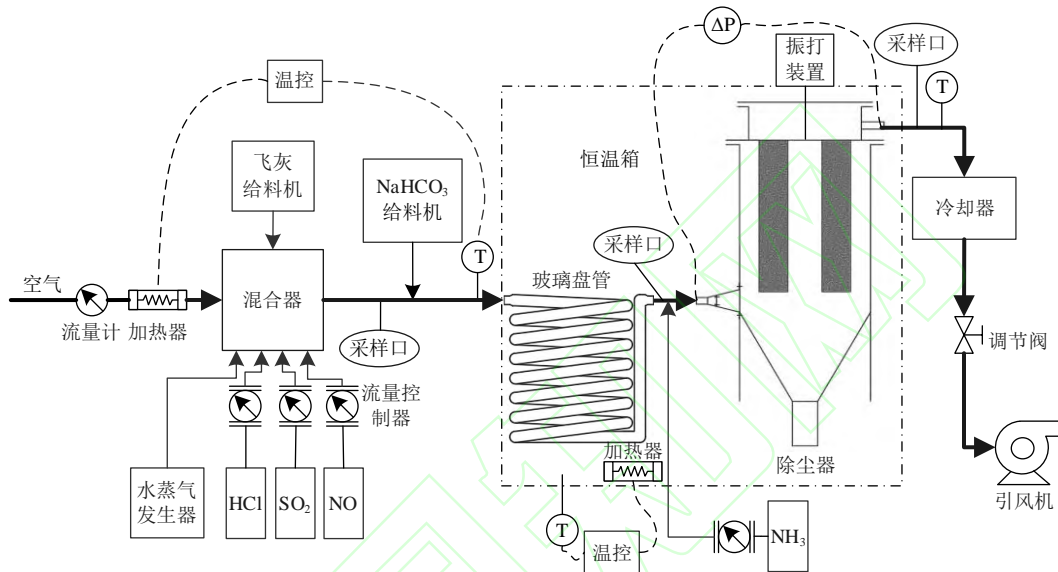 ΔP
振打
装置
采样口
T
温控
恒温箱
飞灰
给料机
NaHCO₃
给料机
T
采样口
冷却器
空气
混合器
玻璃盘管
流量计
加热器
采样口
调节阀
流量控
制器
加热器
除尘器
引风机
水蒸气
发生器
HCl
SO₂
NO
T
温控
NH₃